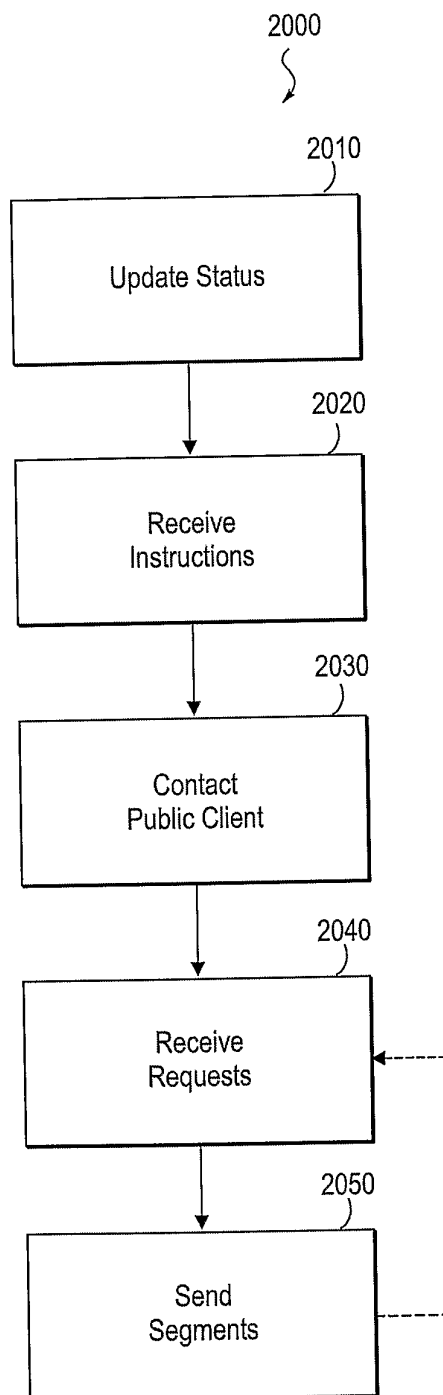 2000
2010
Update Status
2020
Receive
Instructions
2030
Contact
Public Client
2040
Receive
Requests
2050
Send
Segments